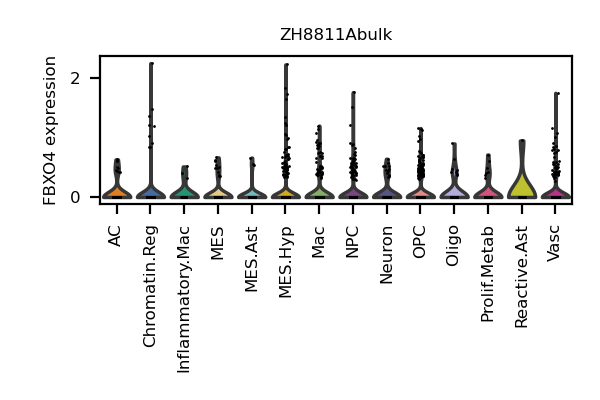 ZH8811Abulk
FBXO4 expression
2
0
AC
Chromatin.Reg
Inflammatory.Mac
MES
MES.Ast
MES.Hyp
Mac
NPC
Neuron
OPC
Oligo
Prolif.Metab
Reactive.Ast
Vasc